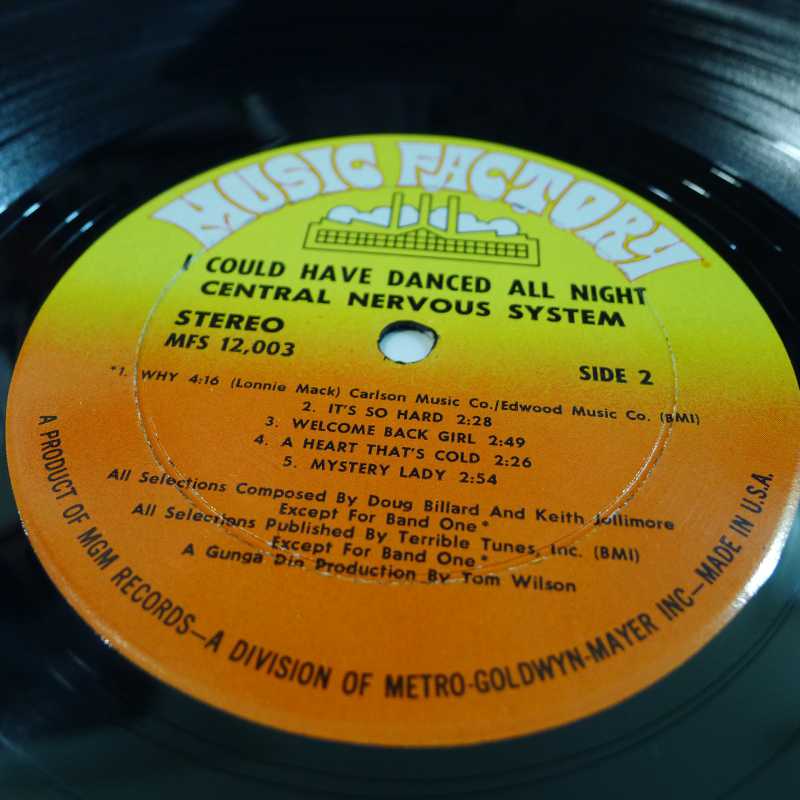 MUSIC FACTORY
I COULD HAVE DANCED ALL NIGHT
CENTRAL NERVOUS SYSTEM
STEREO
MFS 12,003
SIDE 2
*1. WHY 4:16 (Lonnie Mack) Carlson Music Co./Edwood Music Co. (BMI)
2. IT'S SO HARD 2:28
3. WELCOME BACK GIRL 2:49
4. A HEART THAT'S COLD 2:26
5. MYSTERY LADY 2:54
All Selections Composed By Doug Billard And Keith Jollimore
Except For Band One*
All Selections Published By Terrible Tunes, Inc. (BMI)
Except For Band One*
A Gunga Din Production By Tom Wilson
A PRODUCT OF MGM RECORDS—A DIVISION OF METRO-GOLDWYN-MAYER INC—MADE IN U.S.A.